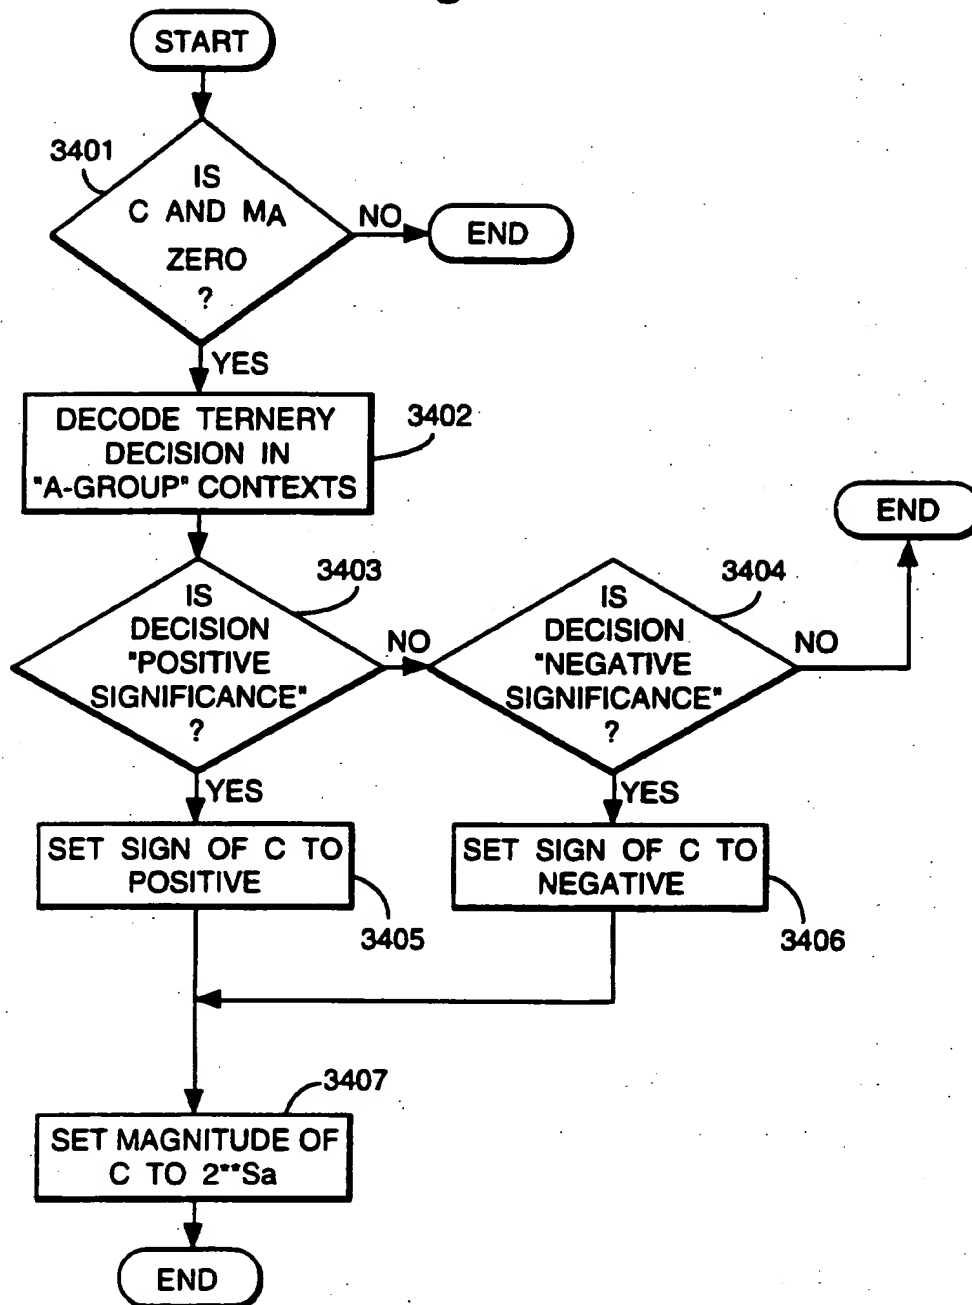 START
3401
IS
C AND MA
ZERO
?
NO
END
YES
DECODE TERNERY
DECISION IN
"A-GROUP" CONTEXTS
3402
END
3403
IS
DECISION
"POSITIVE
SIGNIFICANCE"
?
NO
3404
IS
DECISION
"NEGATIVE
SIGNIFICANCE"
?
NO
YES
YES
SET SIGN OF C TO
POSITIVE
3405
SET SIGN OF C TO
NEGATIVE
3406
3407
SET MAGNITUDE OF
C TO 2**Sa
END